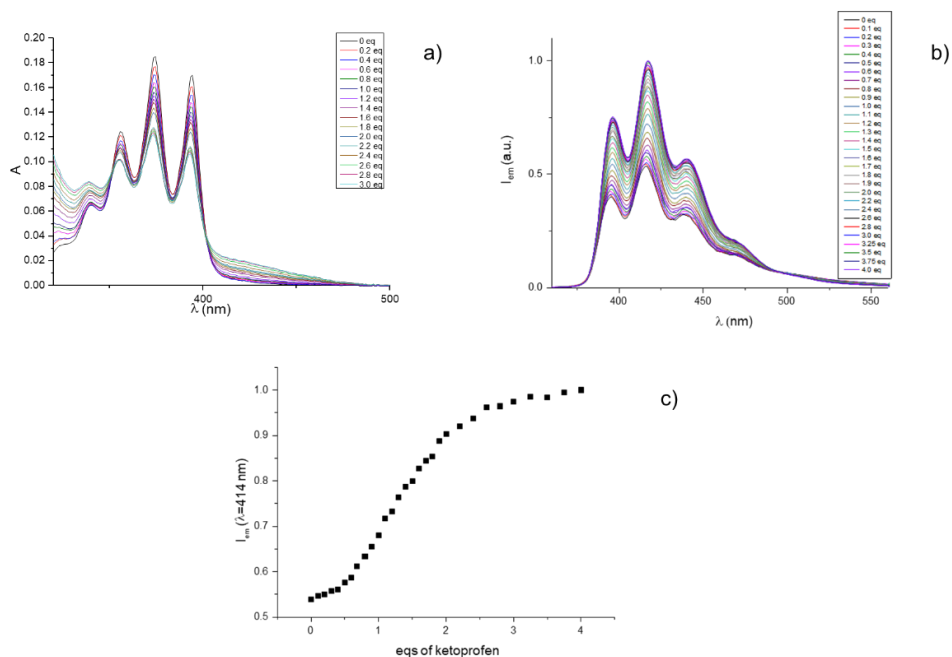 a)
0.20
0.18
0.16
0.14
0.12
0.10
0.08
0.06
0.04
0.02
0.00
A
400
500
λ (nm)
0 eq
0.2 eq
0.4 eq
0.6 eq
0.8 eq
1.0 eq
1.2 eq
1.4 eq
1.6 eq
1.8 eq
2.0 eq
2.2 eq
2.4 eq
2.6 eq
2.8 eq
3.0 eq
b)
1.0
0.5
0.0
I em (a.u.)
400
450
500
550
λ (nm)
0 eq
0.1 eq
0.2 eq
0.3 eq
0.4 eq
0.5 eq
0.6 eq
0.7 eq
0.8 eq
0.9 eq
1.0 eq
1.1 eq
1.2 eq
1.3 eq
1.4 eq
1.5 eq
1.6 eq
1.7 eq
1.8 eq
1.9 eq
2.0 eq
2.2 eq
2.4 eq
2.6 eq
2.8 eq
3.0 eq
3.25 eq
3.5 eq
3.75 eq
4.0 eq
c)
1.0
0.9
0.8
0.7
0.6
0.5
I em (λ=414 nm)
0
1
2
3
4
eqs of ketoprofen